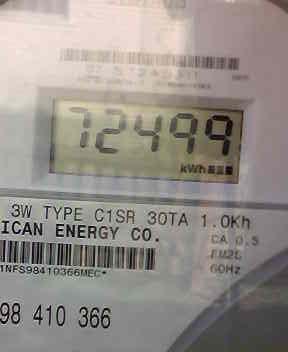 72499
kWh
3W TYPE C1SR 30TA 1.0Kh
ICAN ENERGY CO.
CA 0.5
FM2S
1NFS98410366MEC*
60Hz
98 410 366